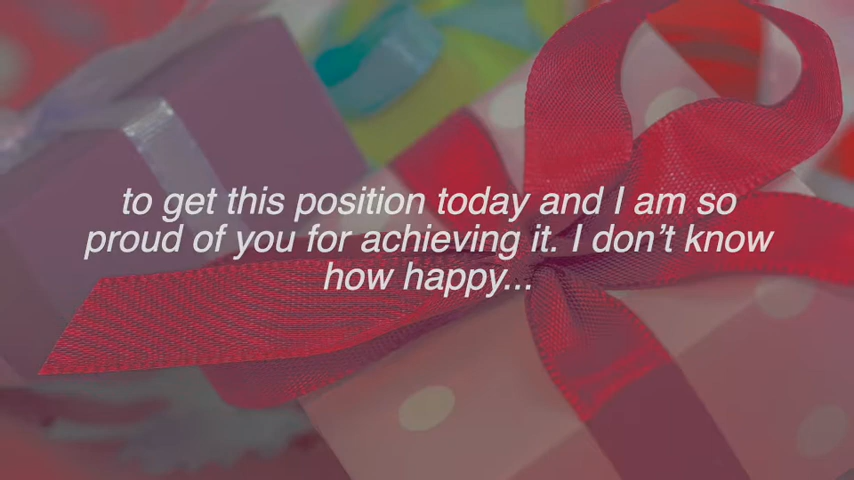 to get this position today and I am so
proud of you for achieving it. I don’t know
how happy...